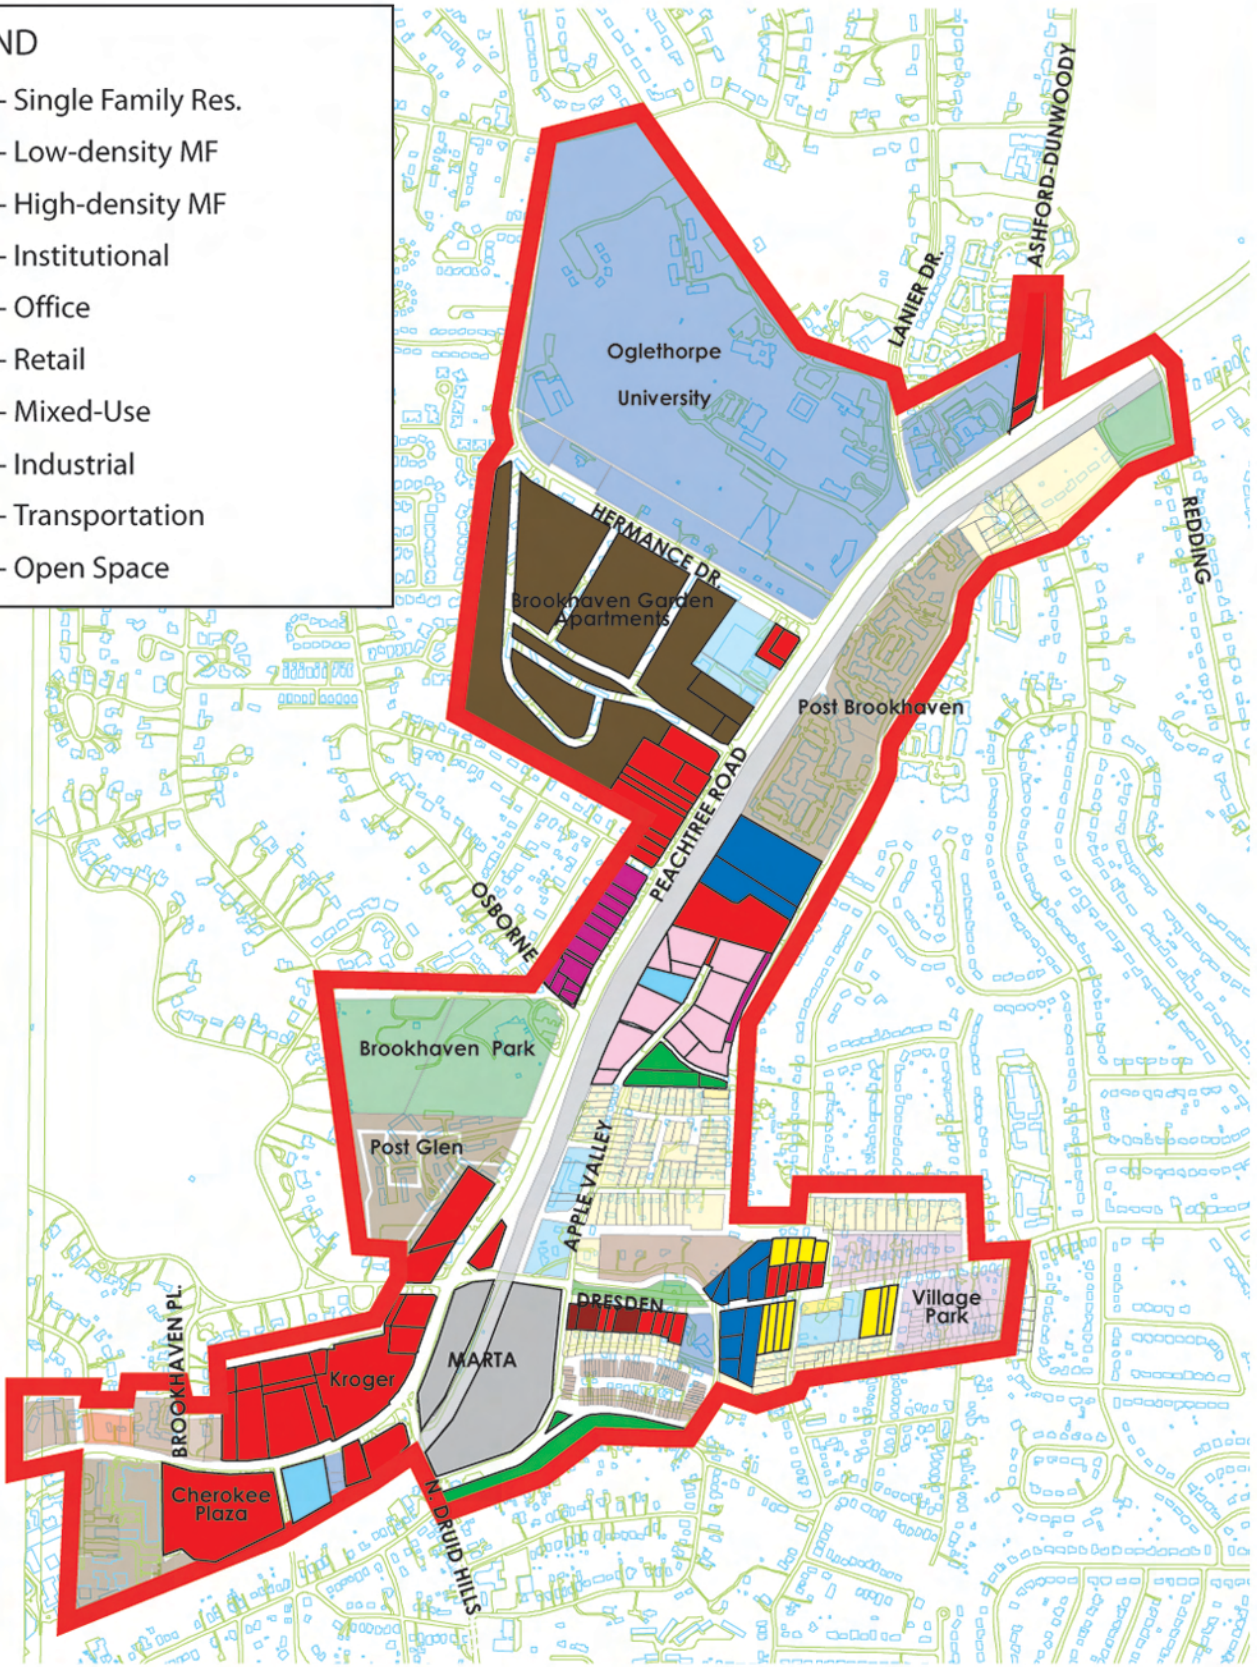 ND
- Single Family Res.
- Low-density MF
- High-density MF
- Institutional
- Office
- Retail
- Mixed-Use
- Industrial
- Transportation
- Open Space
ASHFORD-DUNWOODY
LANIER DR.
Oglethorpe
University
REDDING
HERMANCE DR.
Brookhaven Garden
Apartments
Post Brookhaven
PEACHTREE ROAD
OSBORNE
Brookhaven Park
Post Glen
APPLE VALLEY
DRESDEN
Village
Park
MARTA
BROOKHAVEN PL.
Kroger
Cherokee
Plaza
N. DRUID HILLS